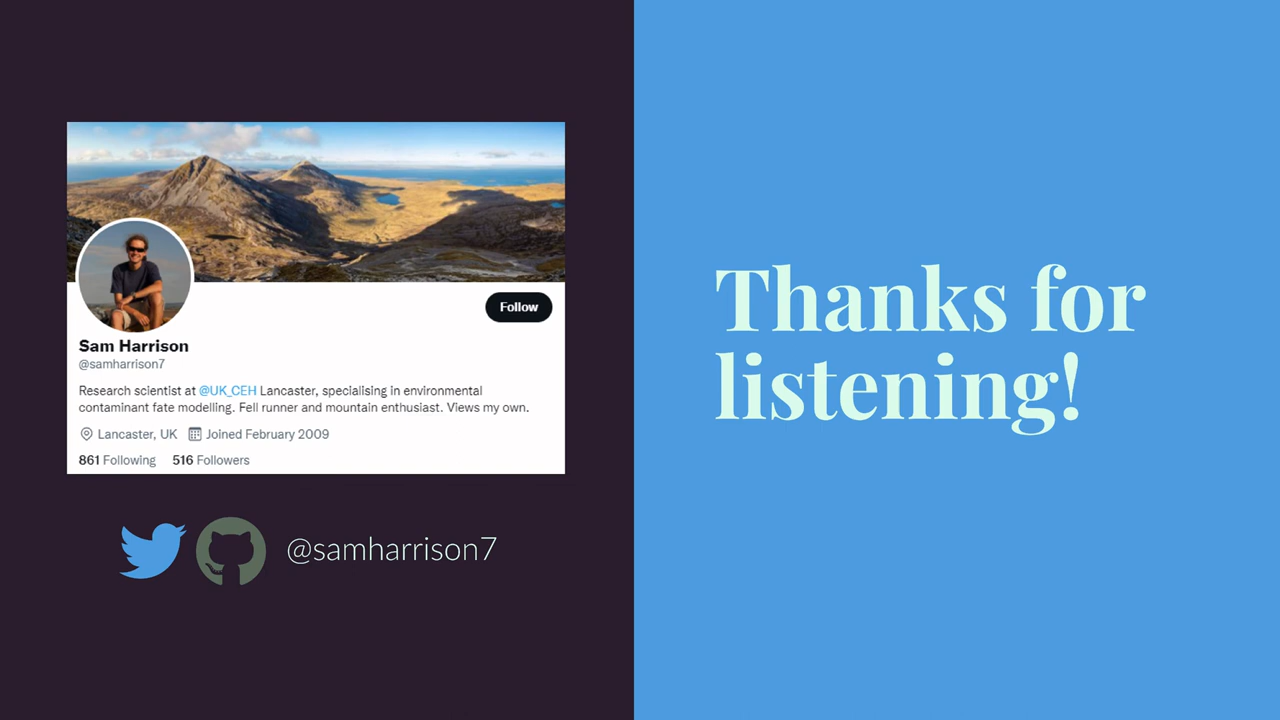 Follow
Sam Harrison
@samharrison7
Research scientist at @UK_CEH Lancaster, specialising in environmental
contaminant fate modelling. Fell runner and mountain enthusiast. Views my own.
Lancaster, UK Joined February 2009
861 Following 516 Followers
@samharrison7
Thanks for
listening!